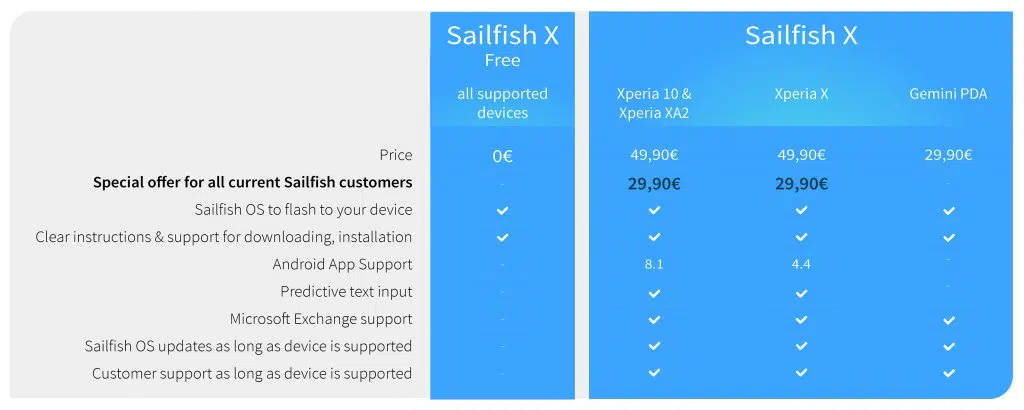 Sailfish X
Free
all supported
devices
Sailfish X
Xperia 10 &
Xperia XA2
Xperia X
Gemini PDA
Price 0€ 49,90€ 49,90€ 29,90€
Special offer for all current Sailfish customers - 29,90€ 29,90€ -
Sailfish OS to flash to your device ✓ ✓ ✓ ✓
Clear instructions & support for downloading, installation ✓ ✓ ✓ ✓
Android App Support - 8.1 4.4 -
Predictive text input - ✓ ✓ -
Microsoft Exchange support - ✓ ✓ ✓
Sailfish OS updates as long as device is supported - ✓ ✓ ✓
Customer support as long as device is supported - ✓ ✓ ✓